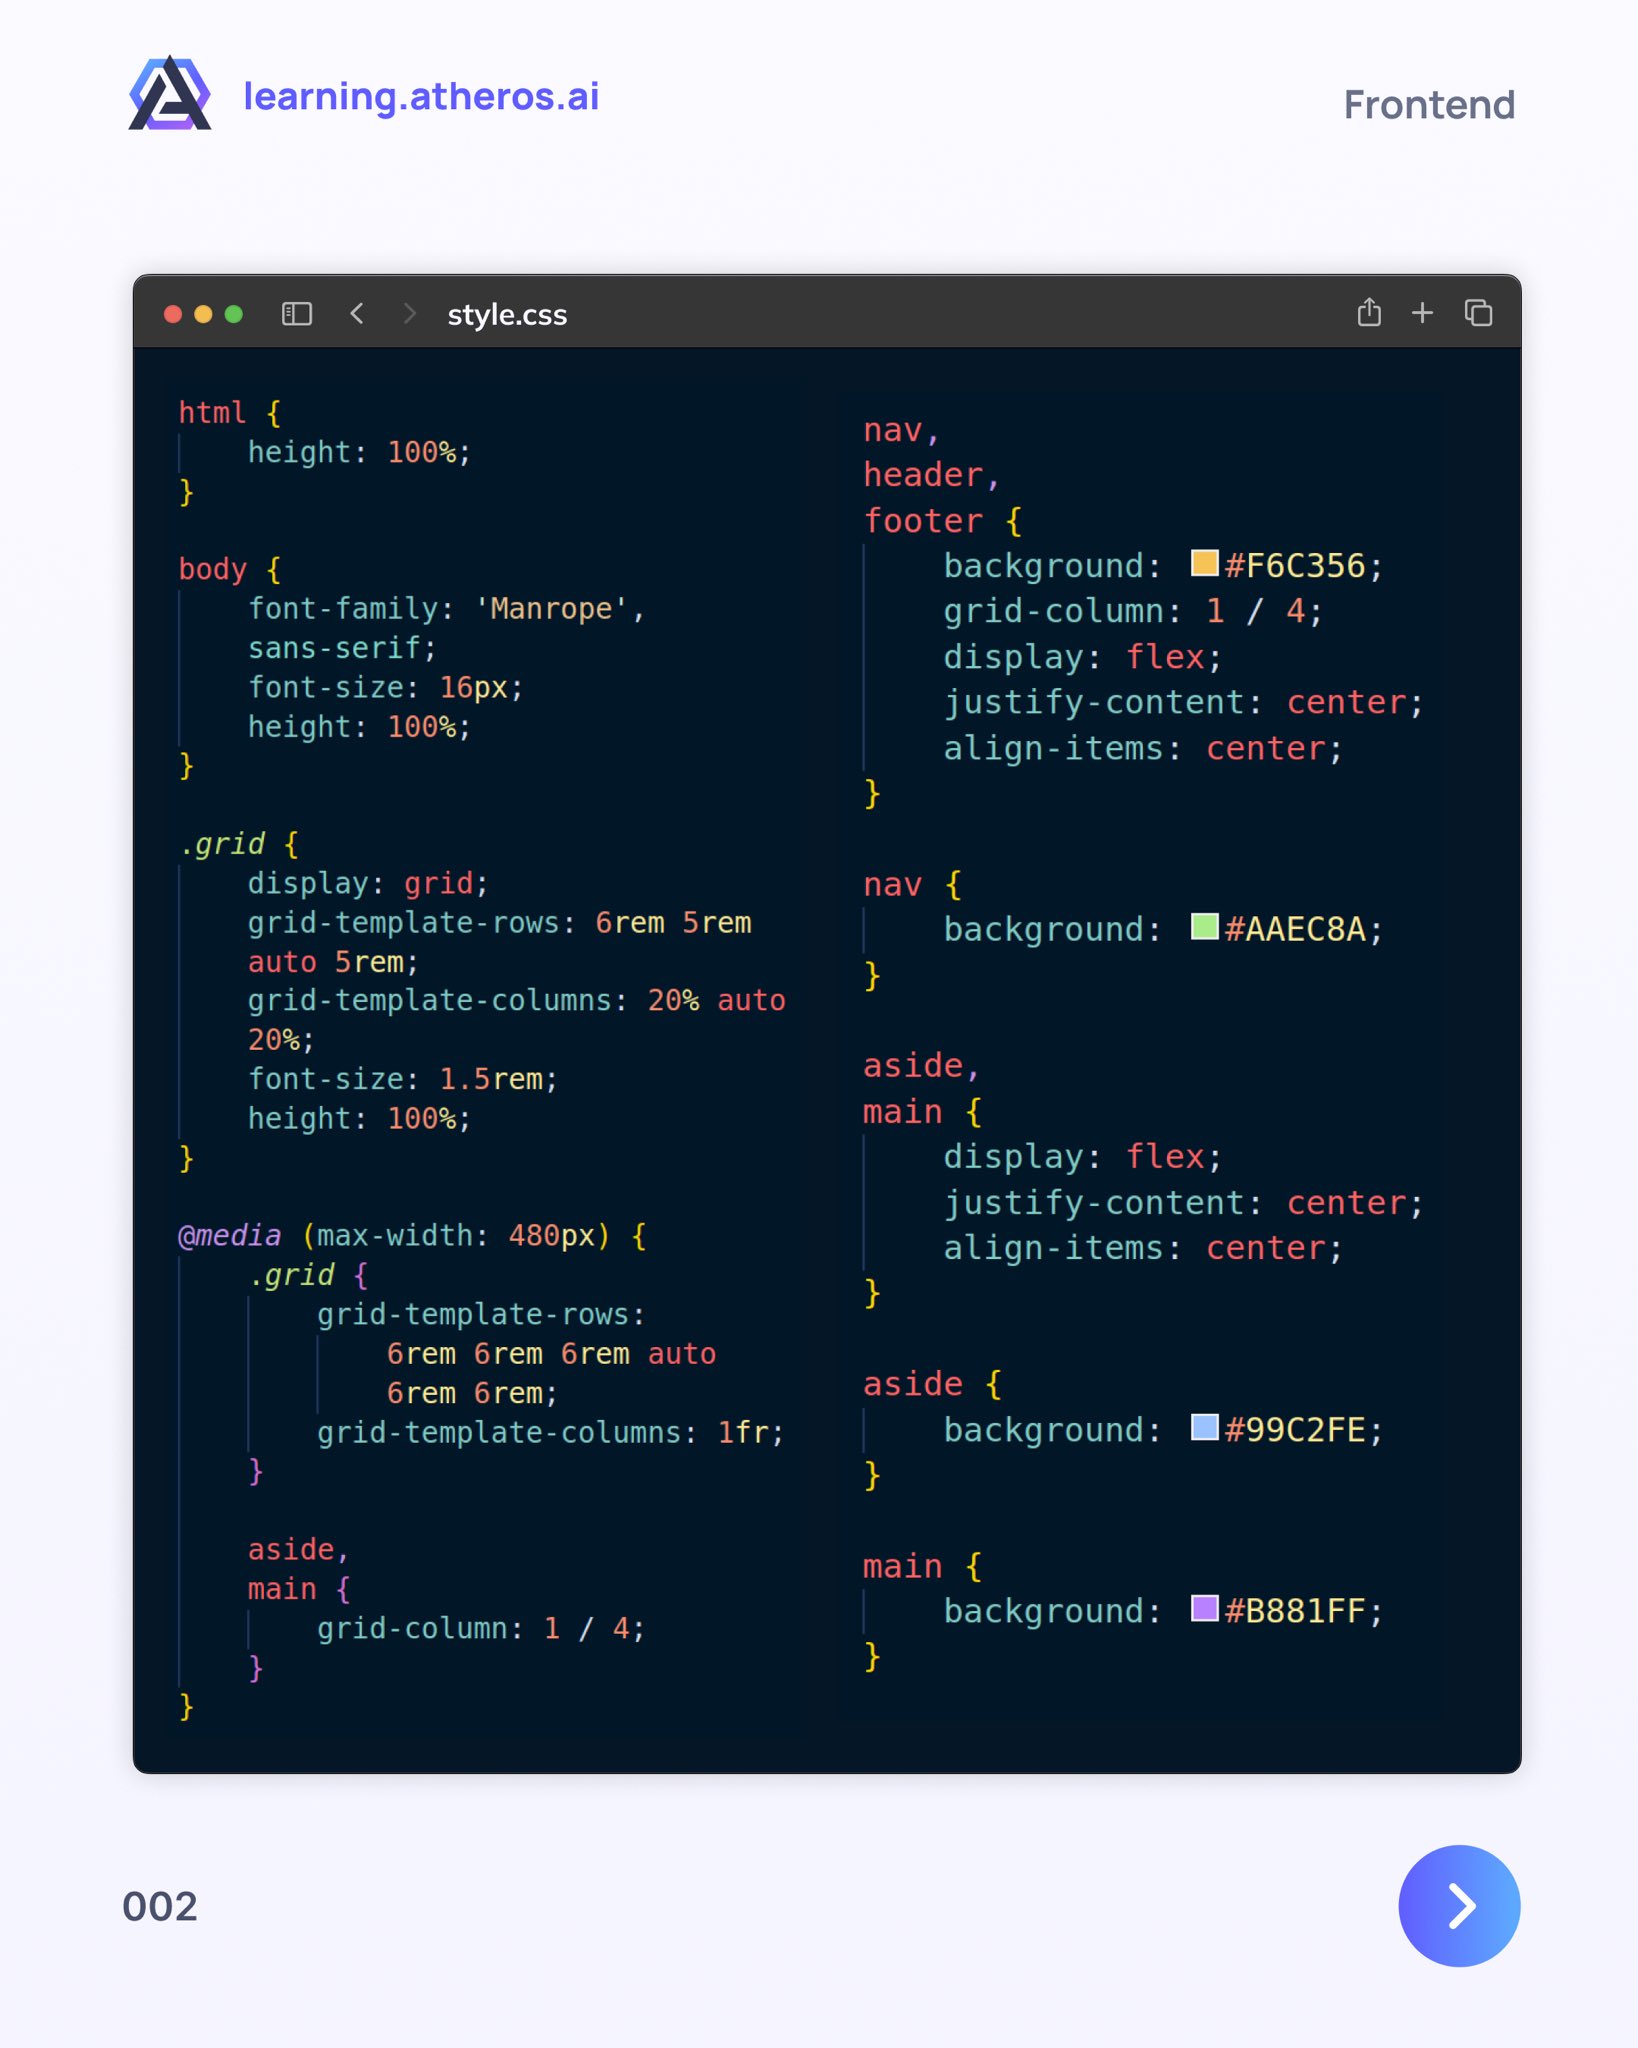 learning.atheros.ai
Frontend
style.css
html {
    height: 100%;
}
body {
    font-family: 'Manrope',
    sans-serif;
    font-size: 16px;
    height: 100%;
}
.grid {
    display: grid;
    grid-template-rows: 6rem 5rem
    auto 5rem;
    grid-template-columns: 20% auto
    20%;
    font-size: 1.5rem;
    height: 100%;
}
@media (max-width: 480px) {
    .grid {
        grid-template-rows:
            6rem 6rem 6rem auto
            6rem 6rem;
        grid-template-columns: 1fr;
    }
    aside,
    main {
        grid-column: 1 / 4;
    }
}
nav,
header,
footer {
    background: #F6C356;
    grid-column: 1 / 4;
    display: flex;
    justify-content: center;
    align-items: center;
}
nav {
    background: #AAEC8A;
}
aside,
main {
    display: flex;
    justify-content: center;
    align-items: center;
}
aside {
    background: #99C2FE;
}
main {
    background: #B881FF;
}
002